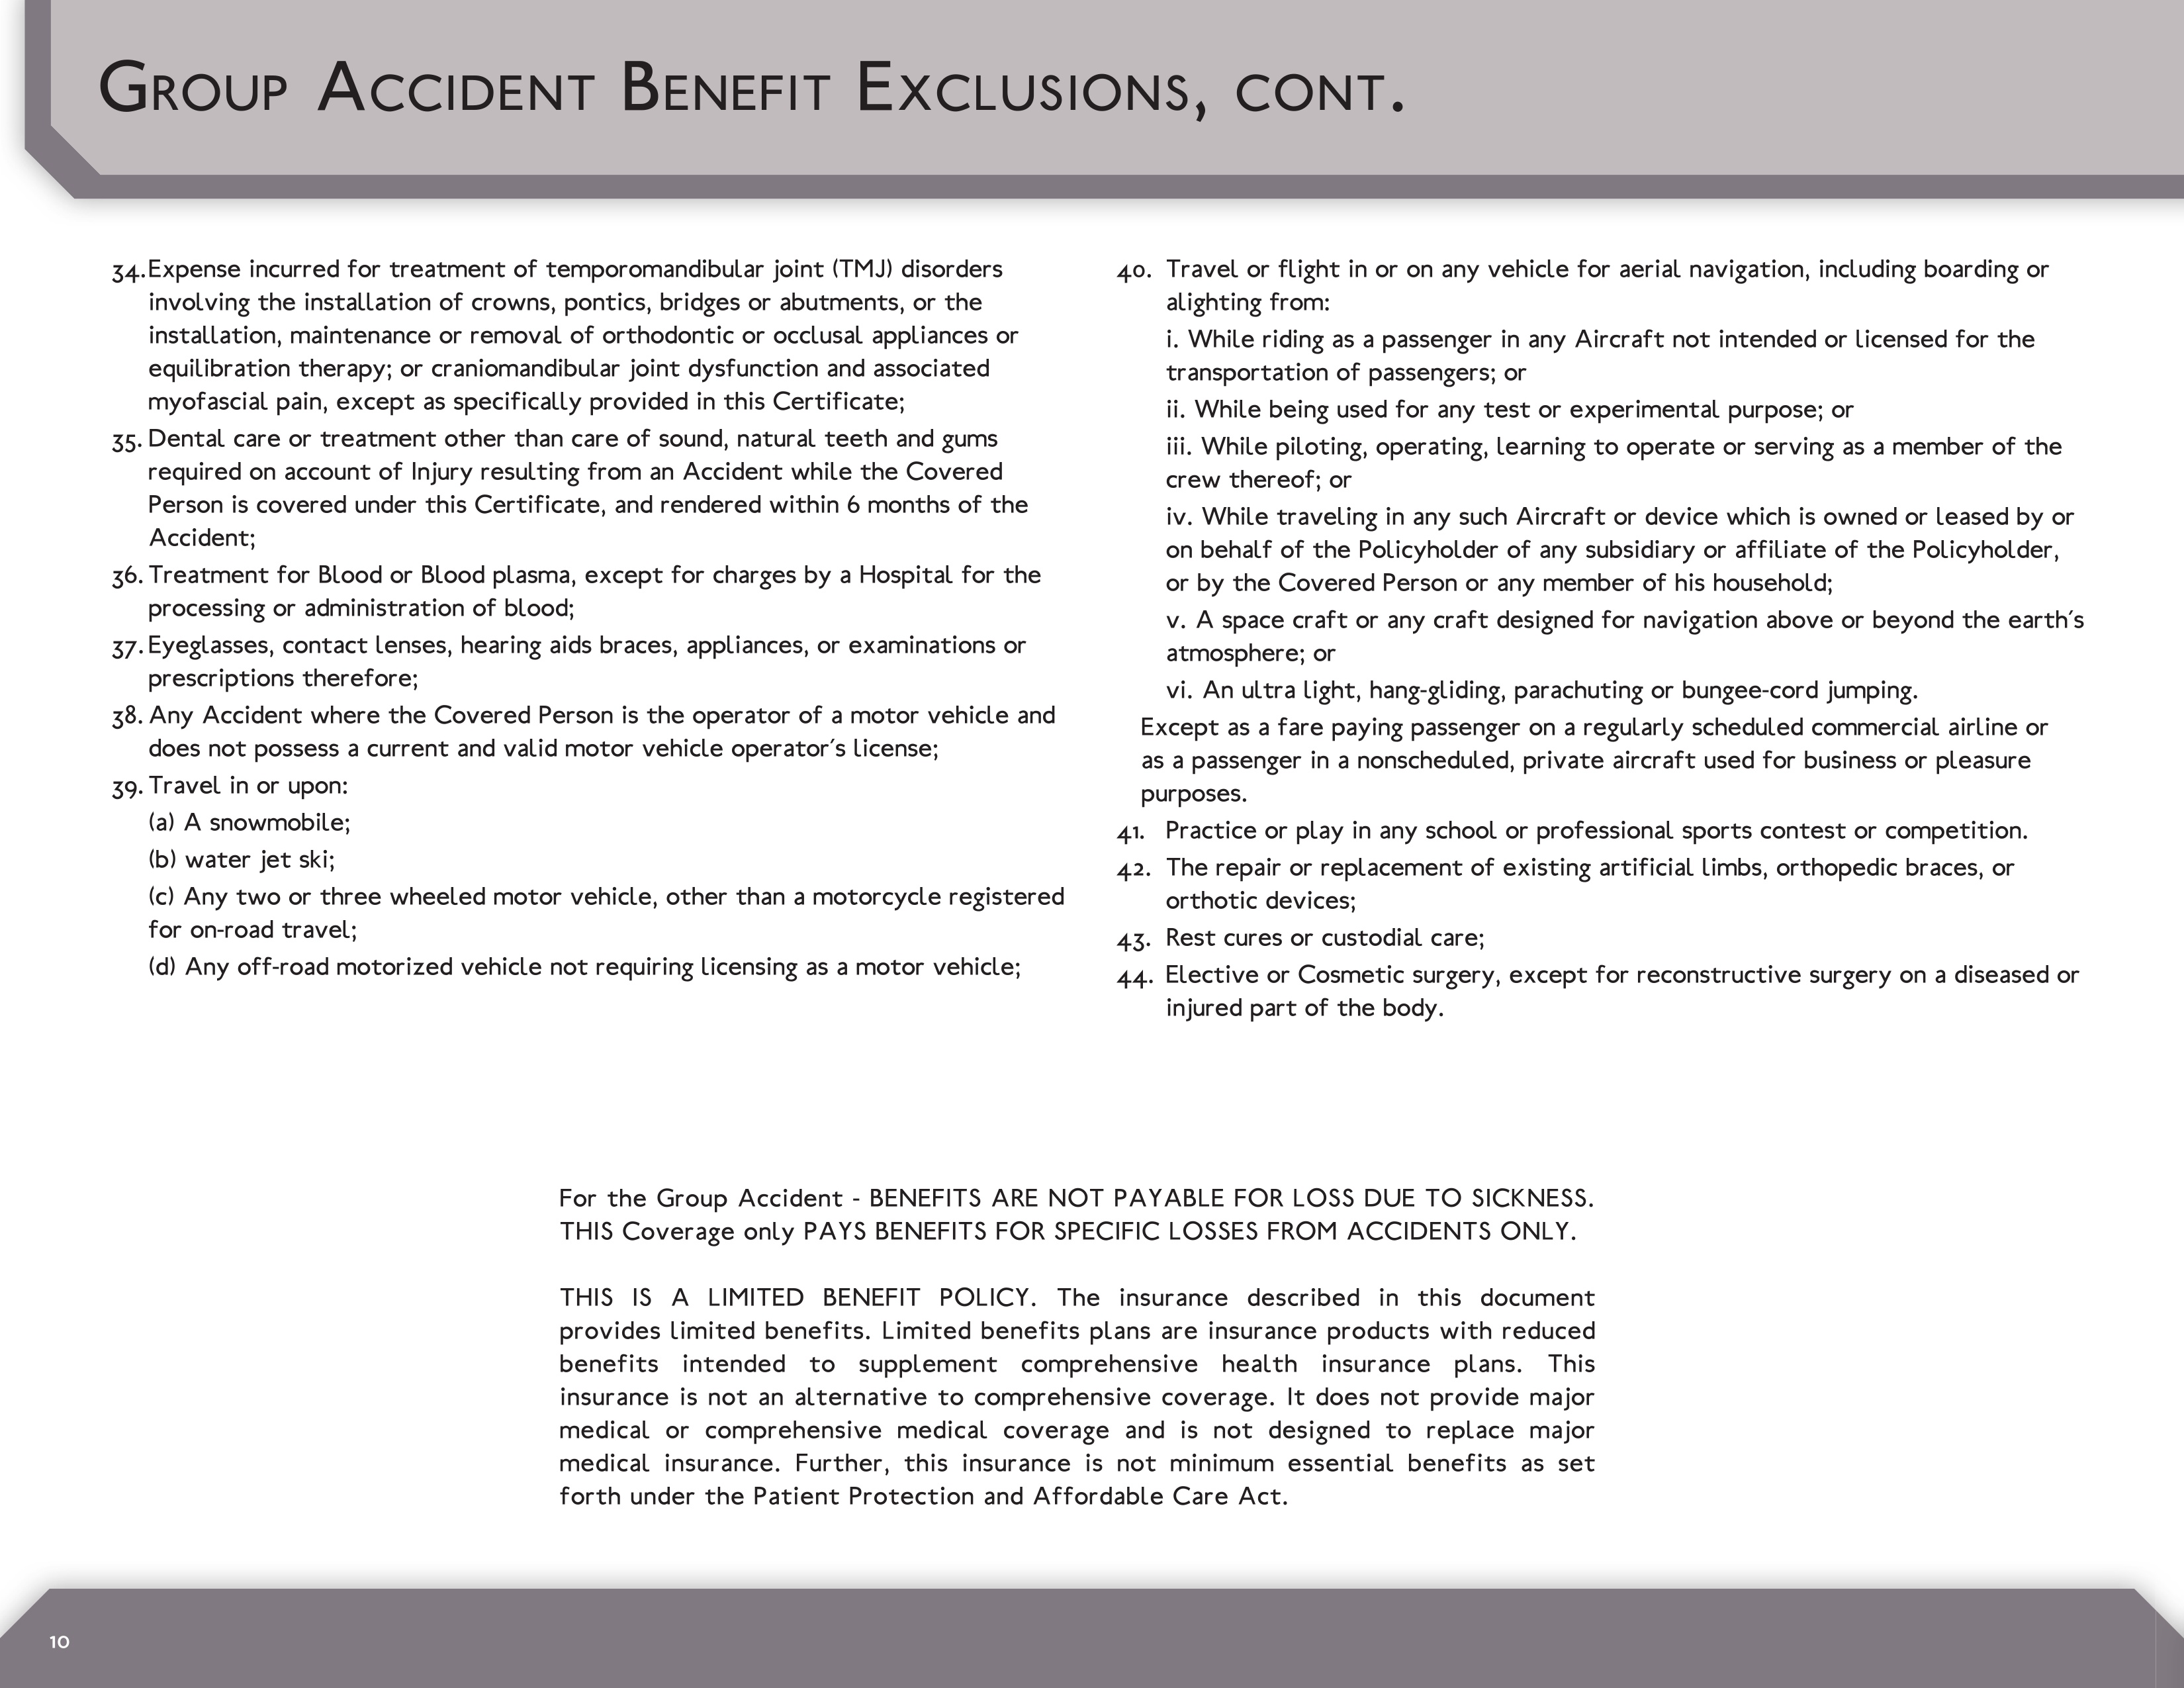 Group Accident Benefit Exclusions, cont.
34. Expense incurred for treatment of temporomandibular joint (TMJ) disorders
involving the installation of crowns, pontics, bridges or abutments, or the
installation, maintenance or removal of orthodontic or occlusal appliances or
equilibration therapy; or craniomandibular joint dysfunction and associated
myofascial pain, except as specifically provided in this Certificate;
35. Dental care or treatment other than care of sound, natural teeth and gums
required on account of Injury resulting from an Accident while the Covered
Person is covered under this Certificate, and rendered within 6 months of the
Accident;
36. Treatment for Blood or Blood plasma, except for charges by a Hospital for the
processing or administration of blood;
37. Eyeglasses, contact lenses, hearing aids braces, appliances, or examinations or
prescriptions therefore;
38. Any Accident where the Covered Person is the operator of a motor vehicle and
does not possess a current and valid motor vehicle operator´s license;
39. Travel in or upon:
(a) A snowmobile;
(b) water jet ski;
(c) Any two or three wheeled motor vehicle, other than a motorcycle registered
for on-road travel;
(d) Any off-road motorized vehicle not requiring licensing as a motor vehicle;
40. Travel or flight in or on any vehicle for aerial navigation, including boarding or
alighting from:
i. While riding as a passenger in any Aircraft not intended or licensed for the
transportation of passengers; or
ii. While being used for any test or experimental purpose; or
iii. While piloting, operating, learning to operate or serving as a member of the
crew thereof; or
iv. While traveling in any such Aircraft or device which is owned or leased by or
on behalf of the Policyholder of any subsidiary or affiliate of the Policyholder,
or by the Covered Person or any member of his household;
v. A space craft or any craft designed for navigation above or beyond the earth´s
atmosphere; or
vi. An ultra light, hang-gliding, parachuting or bungee-cord jumping.
Except as a fare paying passenger on a regularly scheduled commercial airline or
as a passenger in a nonscheduled, private aircraft used for business or pleasure
purposes.
41. Practice or play in any school or professional sports contest or competition.
42. The repair or replacement of existing artificial limbs, orthopedic braces, or
orthotic devices;
43. Rest cures or custodial care;
44. Elective or Cosmetic surgery, except for reconstructive surgery on a diseased or
injured part of the body.
For the Group Accident - BENEFITS ARE NOT PAYABLE FOR LOSS DUE TO SICKNESS.
THIS Coverage only PAYS BENEFITS FOR SPECIFIC LOSSES FROM ACCIDENTS ONLY.
THIS IS A LIMITED BENEFIT POLICY. The insurance described in this document
provides limited benefits. Limited benefits plans are insurance products with reduced
benefits intended to supplement comprehensive health insurance plans. This
insurance is not an alternative to comprehensive coverage. It does not provide major
medical or comprehensive medical coverage and is not designed to replace major
medical insurance. Further, this insurance is not minimum essential benefits as set
forth under the Patient Protection and Affordable Care Act.
10